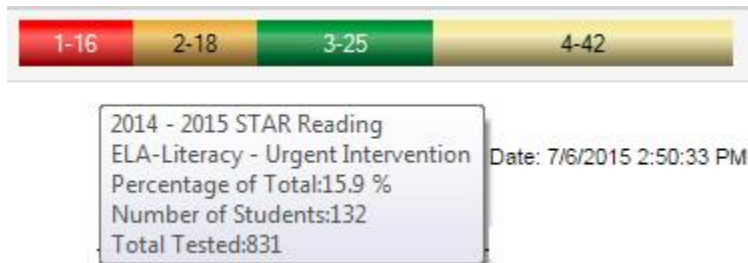 1-16 2-18 3-25 4-42
2014 - 2015 STAR Reading
ELA-Literacy - Urgent Intervention
Date: 7/6/2015 2:50:33 PM
Percentage of Total:15.9 %
Number of Students:132
Total Tested:831